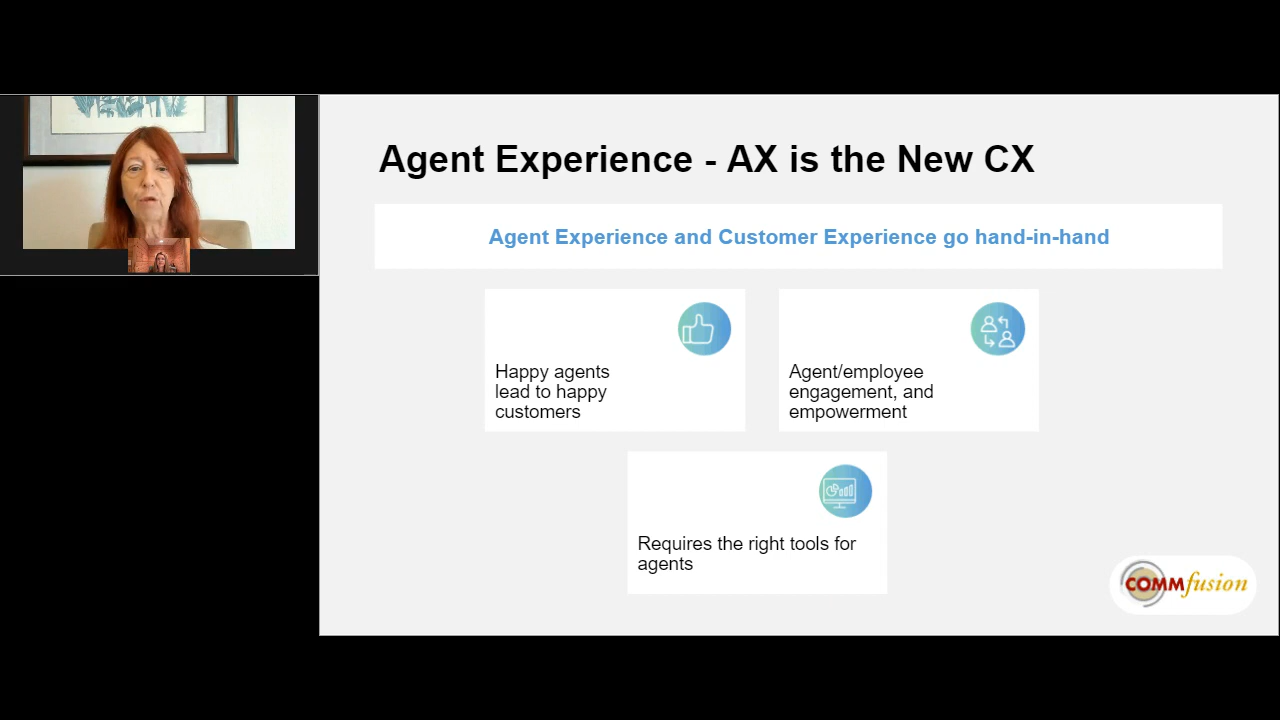 Agent Experience - AX is the New CX
Agent Experience and Customer Experience go hand-in-hand
Happy agents
lead to happy
customers
Agent/employee
engagement, and
empowerment
Requires the right tools for
agents
COMMfusion